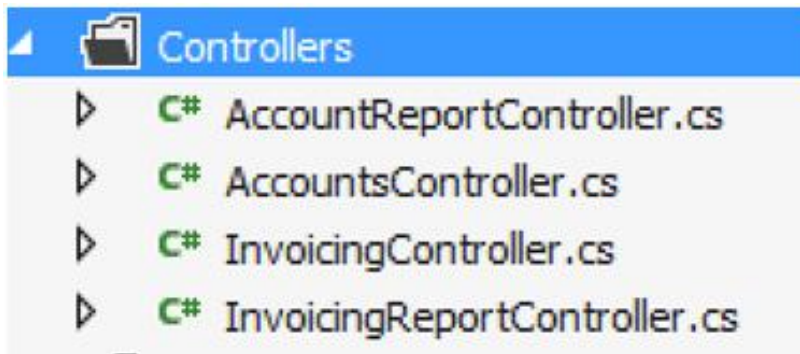 Controllers
C# AccountReportController.cs
C# AccountsController.cs
C# InvoicingController.cs
C# InvoicingReportController.cs